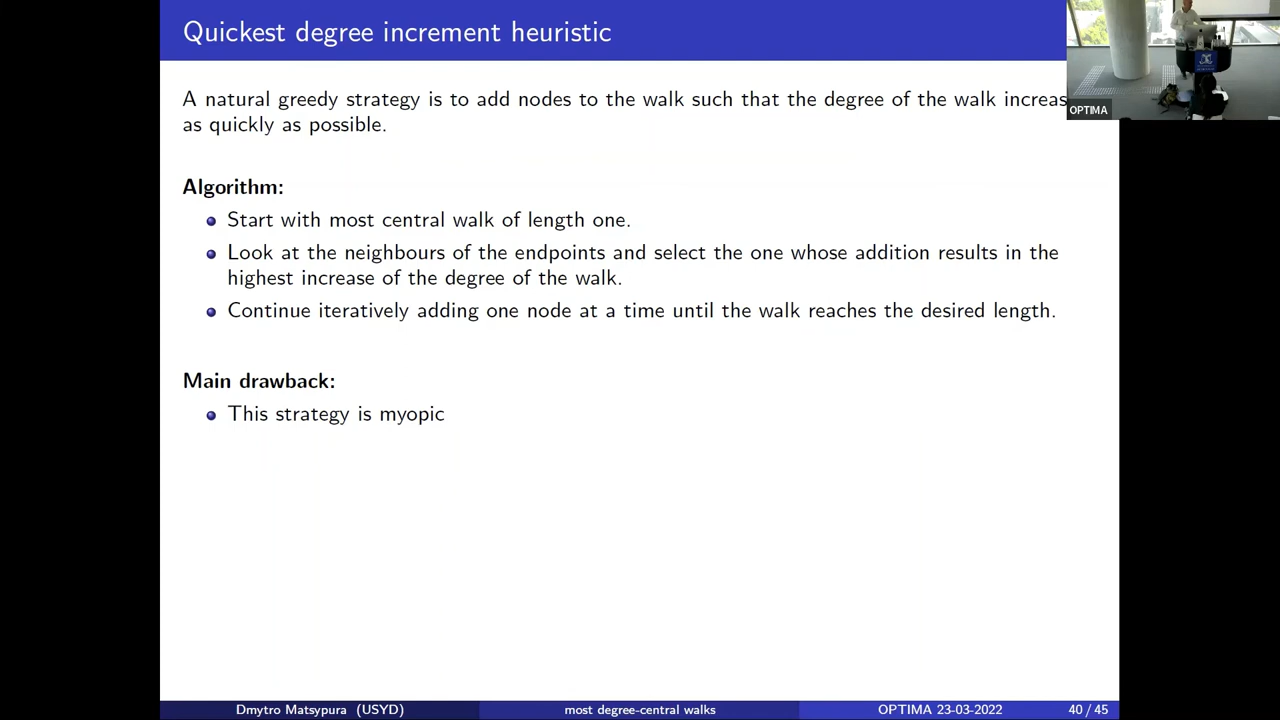 Quickest degree increment heuristic
A natural greedy strategy is to add nodes to the walk such that the degree of the walk increas
as quickly as possible.
Algorithm:
Start with most central walk of length one.
Look at the neighbours of the endpoints and select the one whose addition results in the
highest increase of the degree of the walk.
Continue iteratively adding one node at a time until the walk reaches the desired length.
Main drawback:
This strategy is myopic
OPTIMA
Dmytro Matsypura (USYD)
most degree-central walks
OPTIMA 23-03-2022
40 / 45